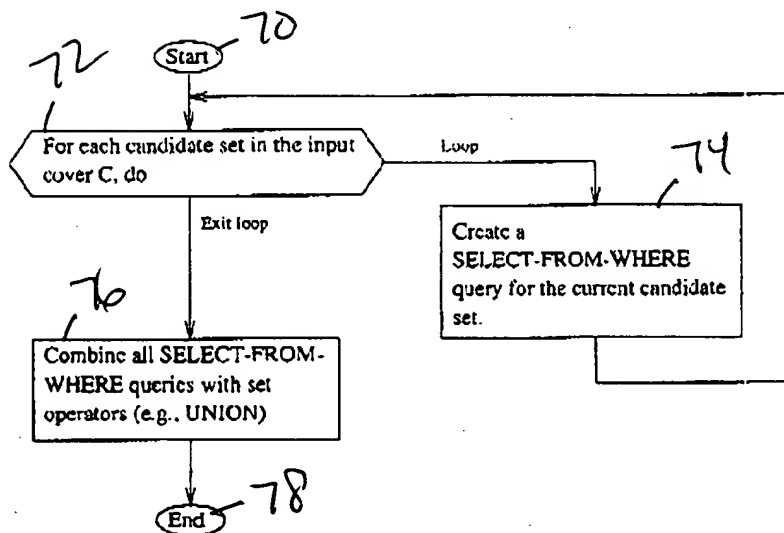 70
Start
72
For each candidate set in the input
cover C, do
Loop
74
Exit loop
Create a
SELECT-FROM-WHERE
query for the current candidate
set.
76
Combine all SELECT-FROM-
WHERE queries with set
operators (e.g., UNION)
78
End